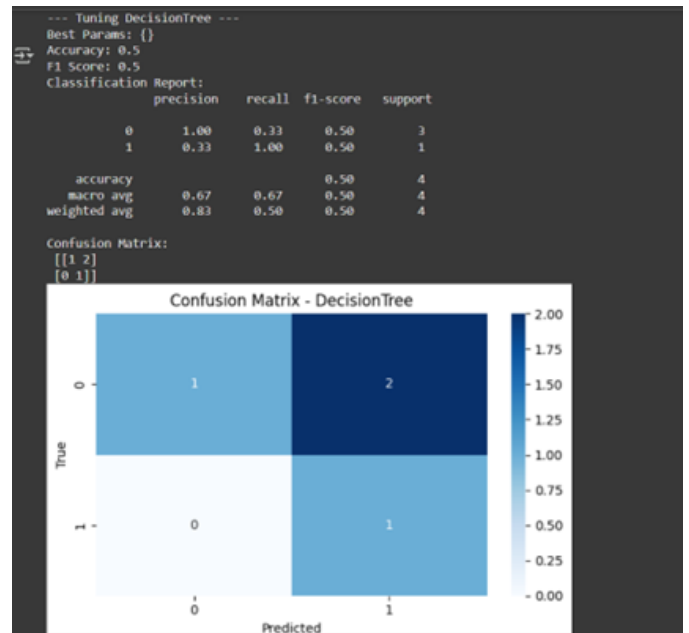 --- Tuning DecisionTree ---
Best Params: {}
Accuracy: 0.5
F1 Score: 0.5
Classification Report:
precision recall f1-score support
0 1.00 0.33 0.50 3
1 0.33 1.00 0.50 1
accuracy 0.50 4
macro avg 0.67 0.67 0.50 4
weighted avg 0.83 0.50 0.50 4
Confusion Matrix:
[[1 2]
[0 1]]
Confusion Matrix - DecisionTree
2.00
1.75
1.50
1.25
1.00
0.75
0.50
0.25
0.00
True
0
1
1 2
0 1
0 1
Predicted